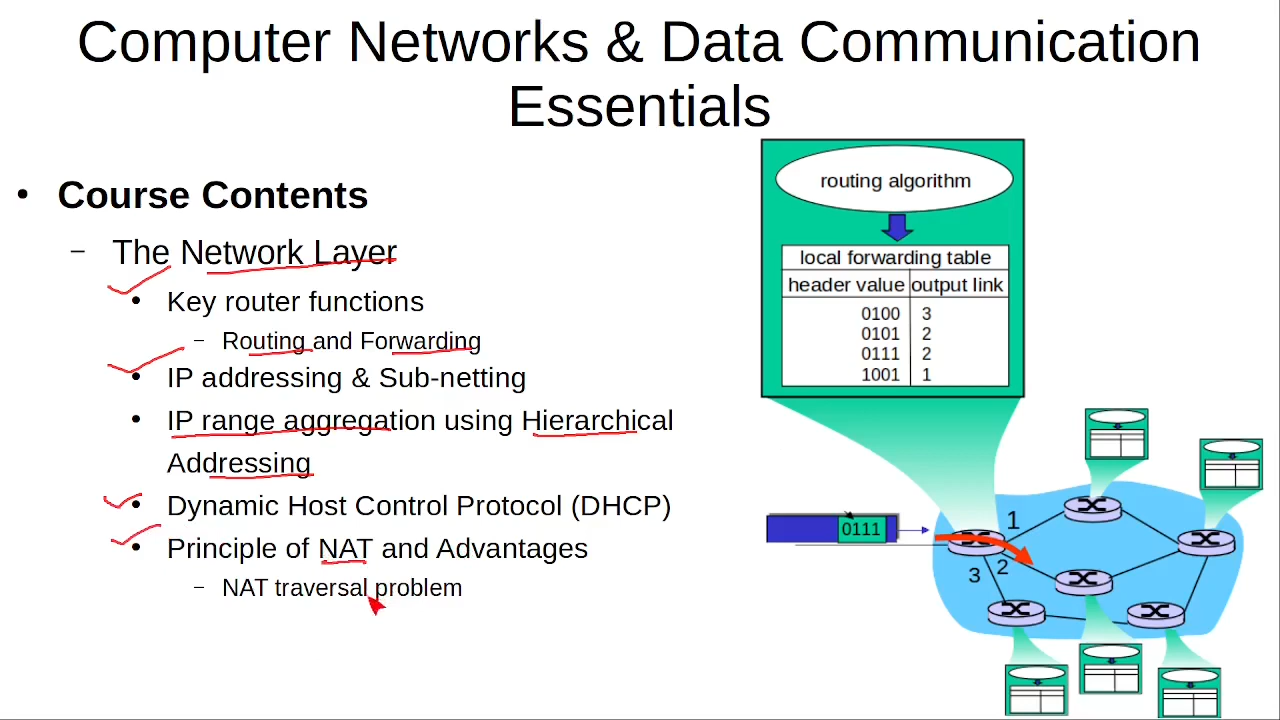 Computer Networks & Data Communication
Essentials
• Course Contents
– The Network Layer
• Key router functions
– Routing and Forwarding
• IP addressing & Sub-netting
• IP range aggregation using Hierarchical
Addressing
• Dynamic Host Control Protocol (DHCP)
• Principle of NAT and Advantages
– NAT traversal problem
routing algorithm
local forwarding table
header value output link
0100 3
0101 2
0111 2
1001 1
0111
1
2
3